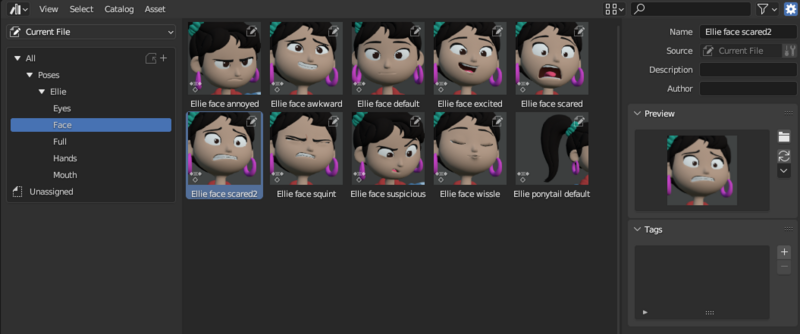 View Select Catalog Asset
Current File
All
Poses
Ellie
Eyes
Face
Full
Hands
Mouth
Unassigned
Ellie face annoyed
Ellie face awkward
Ellie face default
Ellie face excited
Ellie face scared
Ellie face scared2
Ellie face squint
Ellie face suspicious
Ellie face wissle
Ellie ponytail default
Name Ellie face scared2
Source Current File
Description
Author
Preview
Tags